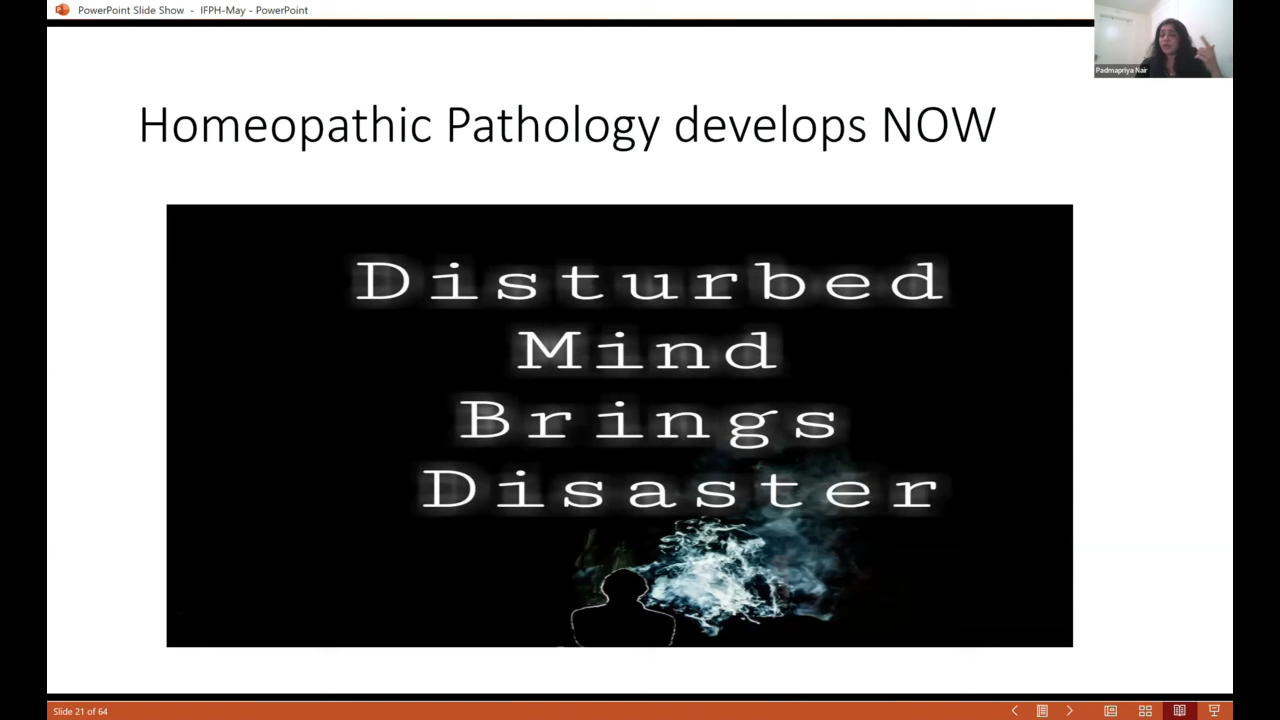 PowerPoint Slide Show - IFPH-May - PowerPoint
Padmapriya Nair
Homeopathic Pathology develops NOW
Disturbed
Mind
Brings
Disaster
Slide 21 of 64